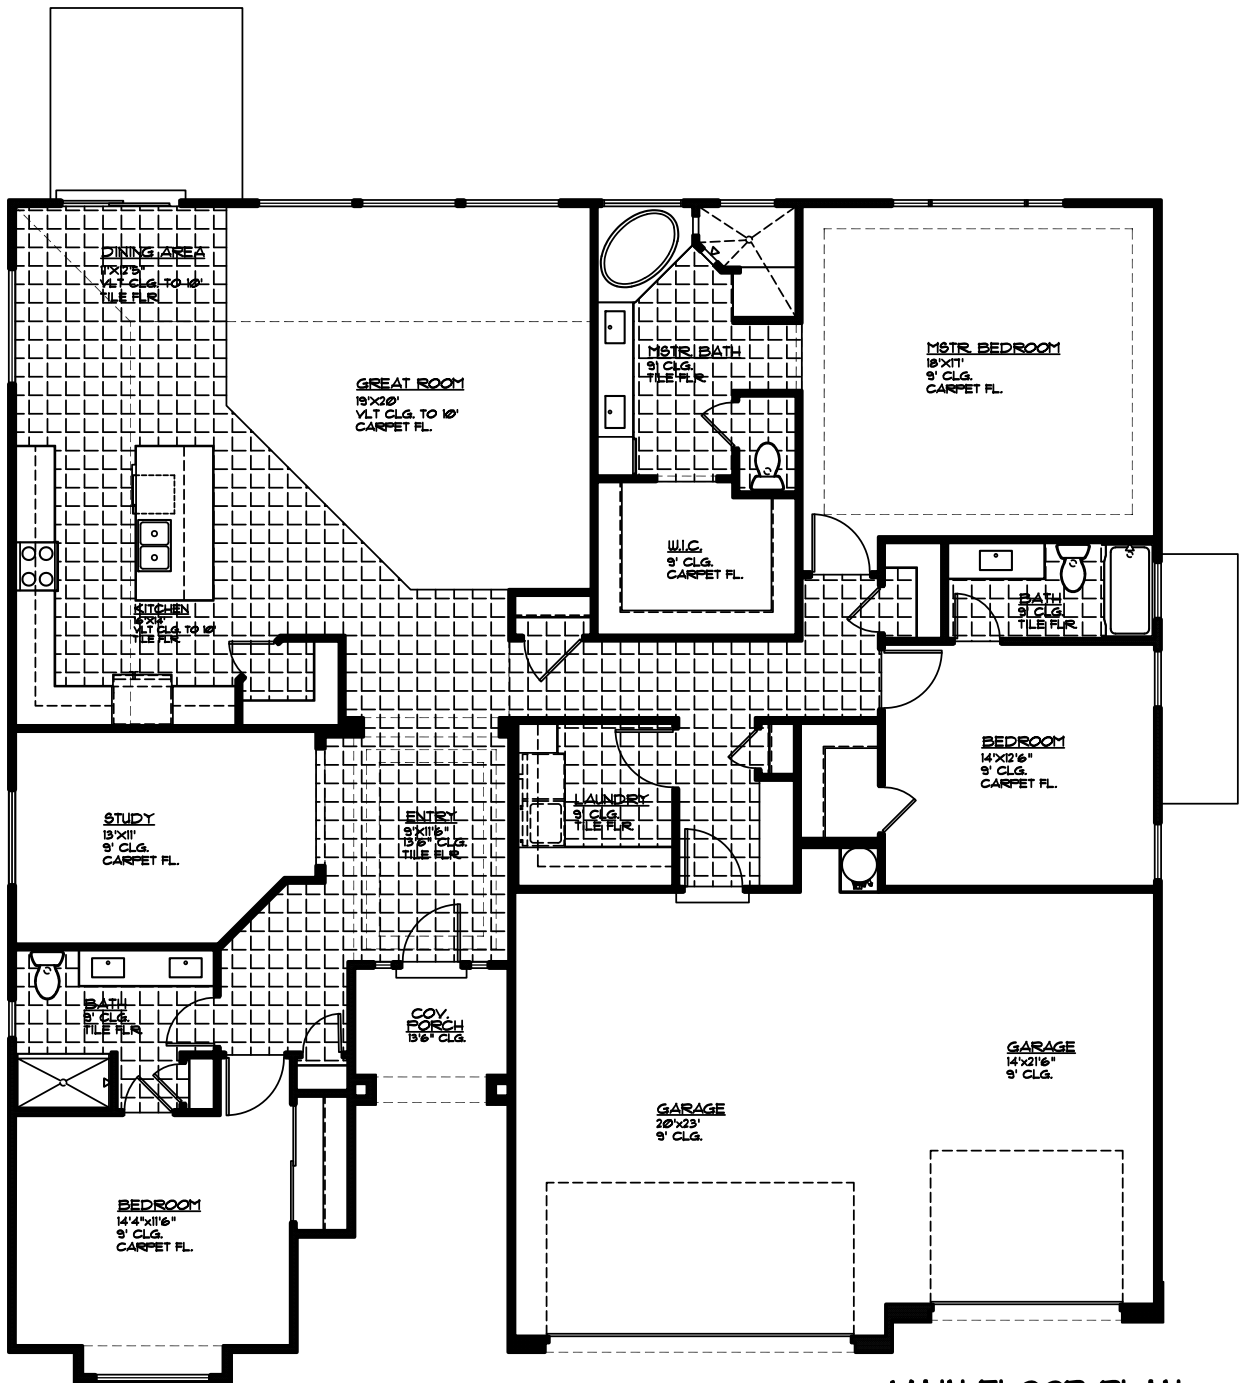 DINING AREA
VLT CLG. TO 10'
TILE FLR.
GREAT ROOM
19'X20'
VLT CLG. TO 10'
CARPET FL.
MSTR. BATH
9' CLG.
TILE FLR.
MSTR. BEDROOM
18'X17'
9' CLG.
CARPET FL.
W.I.C.
9' CLG.
CARPET FL.
KITCHEN
VLT CLG. TO 10'
TILE FLR.
BATH
9' CLG.
TILE FLR.
BEDROOM
14'X12'6"
9' CLG.
CARPET FL.
STUDY
13'X11'
9' CLG.
CARPET FL.
ENTRY
9'X11'6"
13'6" CLG.
TILE FLR.
LAUNDRY
9' CLG.
TILE FLR.
BATH
9' CLG.
TILE FLR.
COV.
PORCH
13'6" CLG.
GARAGE
14'x21'6"
9' CLG.
GARAGE
20'x23'
9' CLG.
BEDROOM
14'4"x11'6"
9' CLG.
CARPET FL.